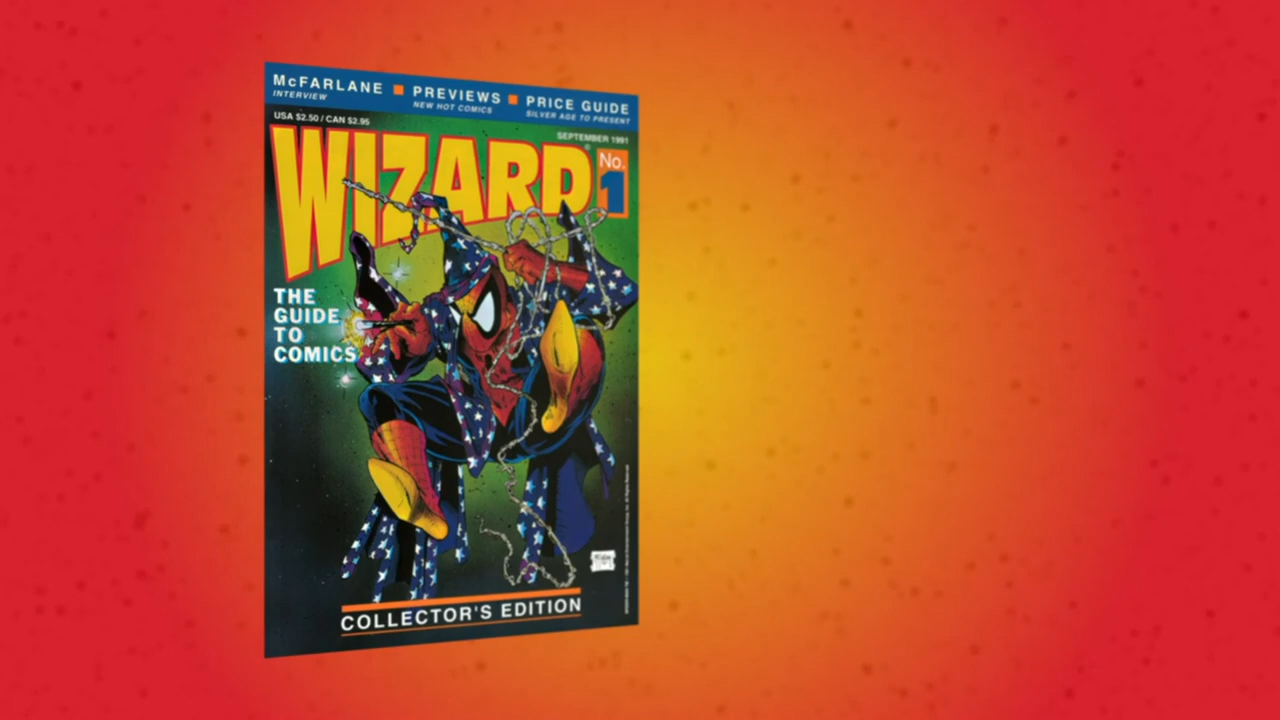 McFARLANE ■ PREVIEWS ■ PRICE GUIDE
INTERVIEW NEW HOT COMICS SILVER AGE TO PRESENT
USA $2.50 / CAN $2.95
SEPTEMBER 1991
WIZARD®
No.
1
THE
GUIDE
TO
COMICS
COLLECTOR'S EDITION